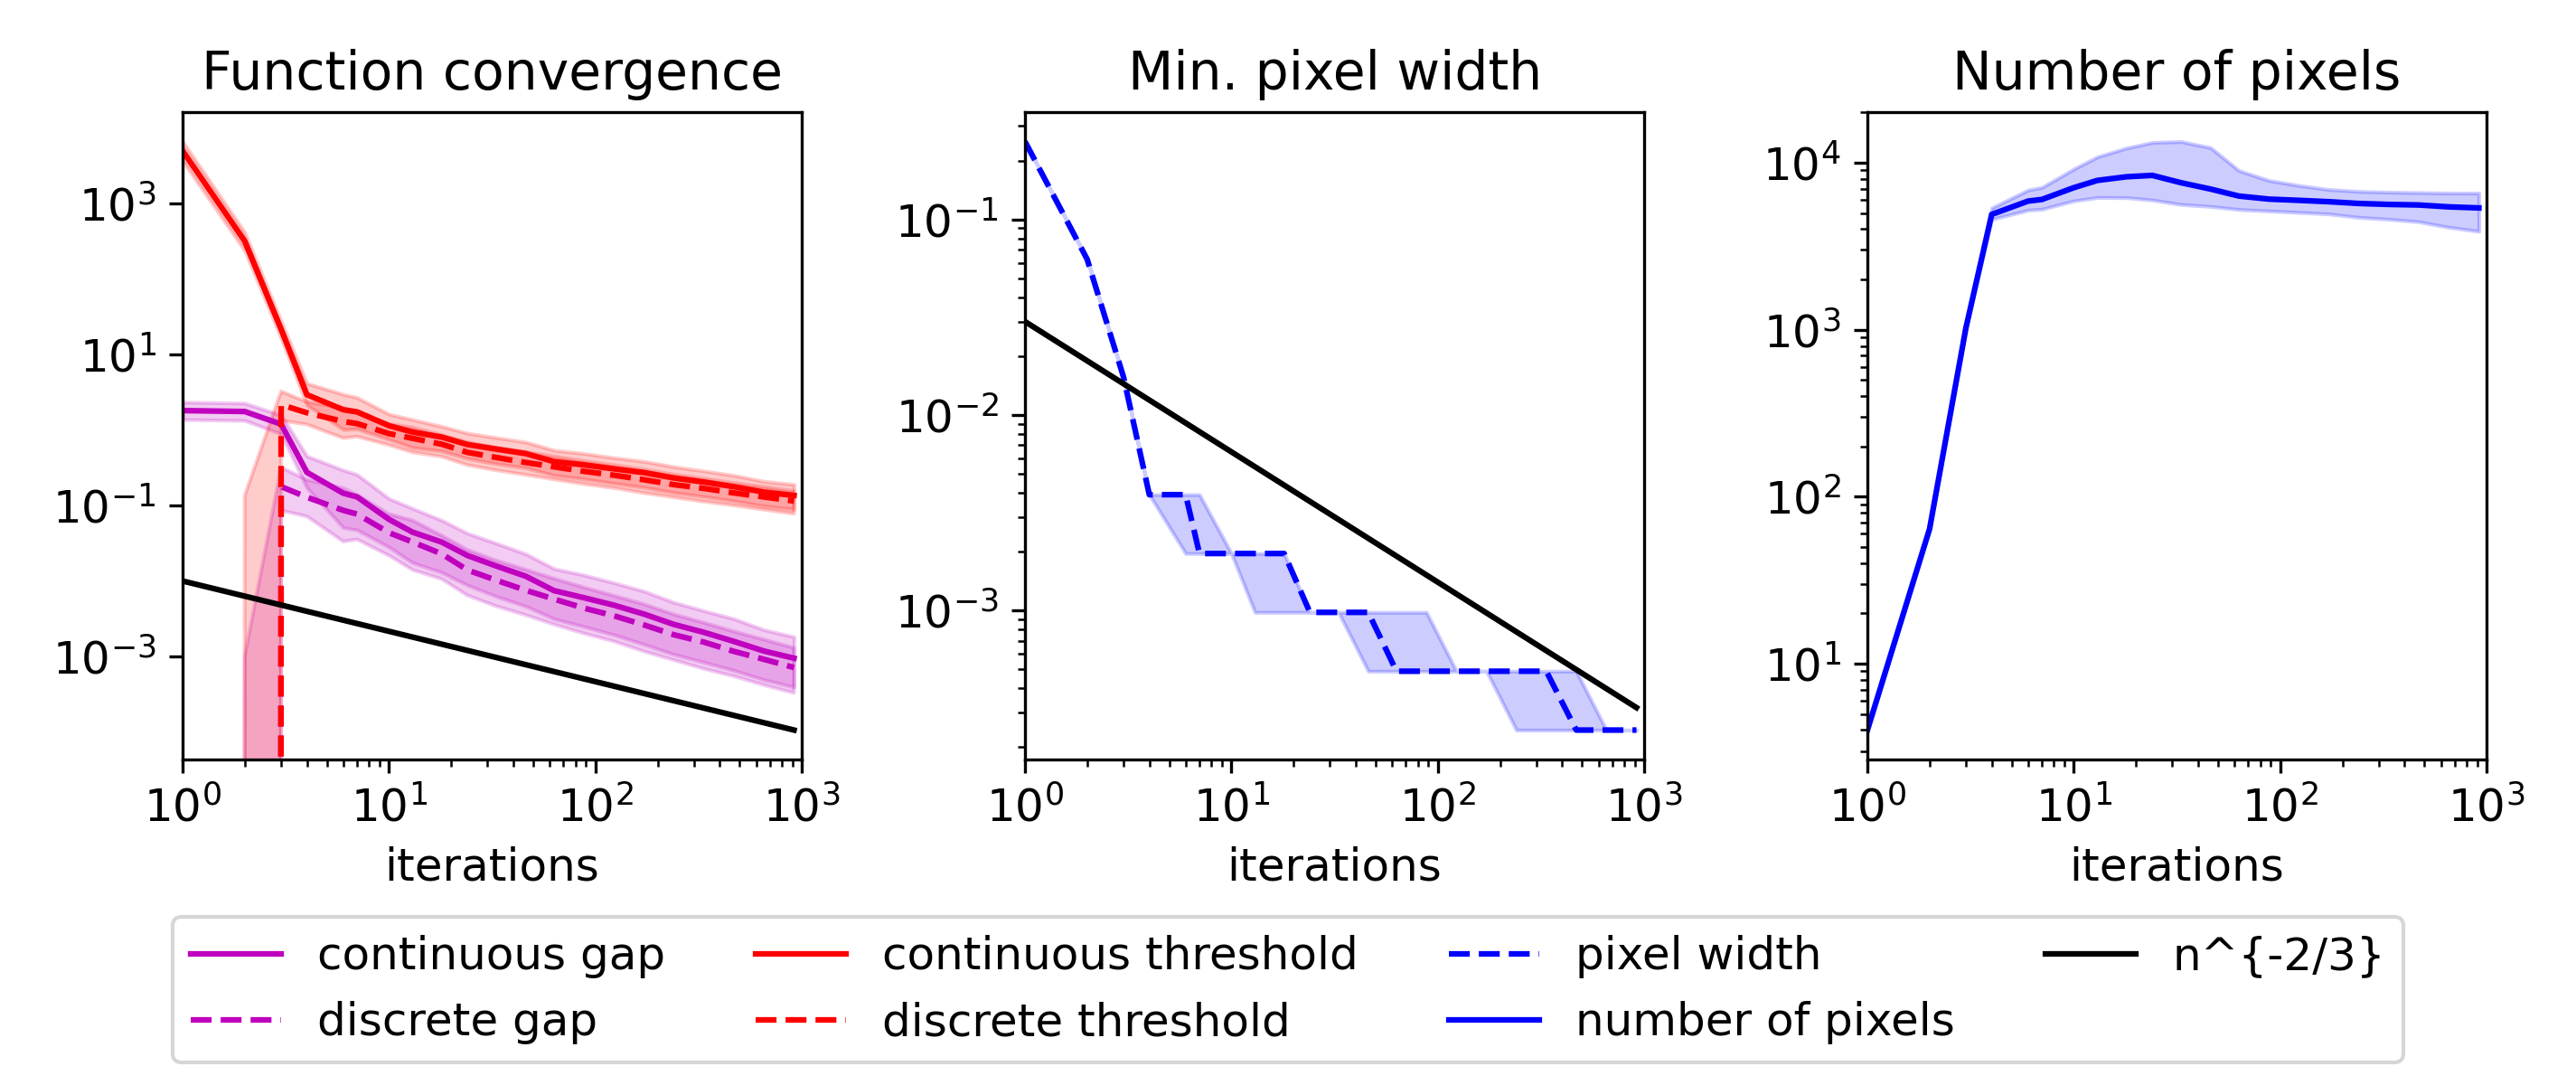 Function convergence
Min. pixel width
Number of pixels
10^3
10^1
10^{-1}
10^{-3}
10^0 10^1 10^2 10^3
iterations
10^{-1}
10^{-2}
10^{-3}
10^0 10^1 10^2 10^3
iterations
10^4
10^3
10^2
10^1
10^0 10^1 10^2 10^3
iterations
continuous gap
discrete gap
continuous threshold
discrete threshold
pixel width
number of pixels
n^{-2/3}